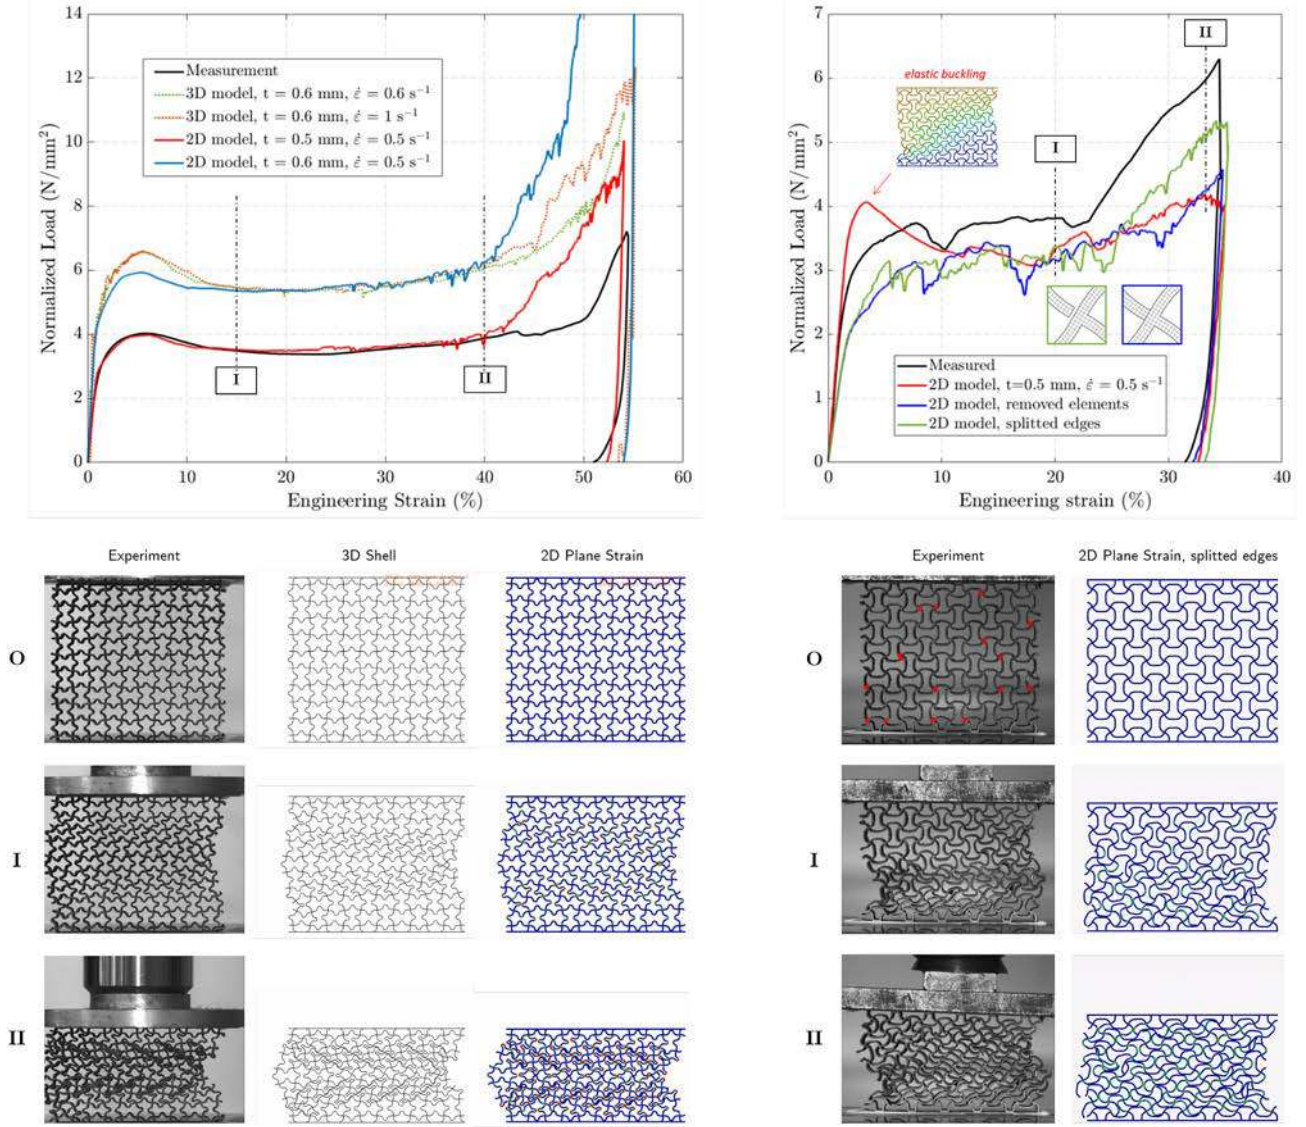 14
12
10
8
6
4
2
0
Normalized Load (N/mm²)
Measurement
3D model, t = 0.6 mm, ε̇ = 0.6 s⁻¹
3D model, t = 0.6 mm, ε̇ = 1 s⁻¹
2D model, t = 0.5 mm, ε̇ = 0.5 s⁻¹
2D model, t = 0.6 mm, ε̇ = 0.5 s⁻¹
I
II
0 10 20 30 40 50 60
Engineering Strain (%)
7
6
5
4
3
2
1
0
Normalized Load (N/mm²)
elastic buckling
I
II
Measured
2D model, t=0.5 mm, ε̇ = 0.5 s⁻¹
2D model, removed elements
2D model, splitted edges
0 10 20 30 40
Engineering strain (%)
Experiment 3D Shell 2D Plane Strain
O
I
II
Experiment 2D Plane Strain, splitted edges
O
I
II